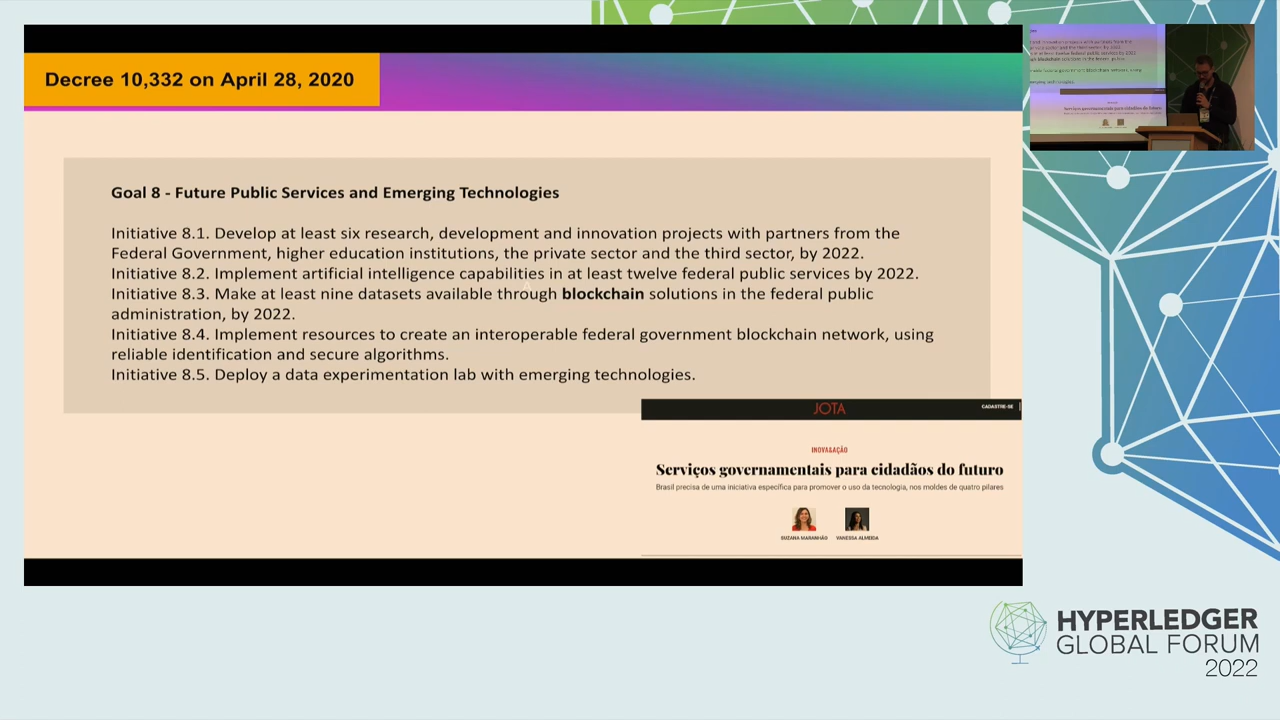 Decree 10,332 on April 28, 2020
Goal 8 - Future Public Services and Emerging Technologies
Initiative 8.1. Develop at least six research, development and innovation projects with partners from the
Federal Government, higher education institutions, the private sector and the third sector, by 2022.
Initiative 8.2. Implement artificial intelligence capabilities in at least twelve federal public services by 2022.
Initiative 8.3. Make at least nine datasets available through blockchain solutions in the federal public
administration, by 2022.
Initiative 8.4. Implement resources to create an interoperable federal government blockchain network, using
reliable identification and secure algorithms.
Initiative 8.5. Deploy a data experimentation lab with emerging technologies.
JOTA
CADASTRE-SE
INOVA&AÇÃO
Serviços governamentais para cidadãos do futuro
Brasil precisa de uma iniciativa específica para promover o uso da tecnologia, nos moldes de quatro pilares
SUZANA MARANHÃO
VANESSA ALMEIDA
HYPERLEDGER
GLOBAL FORUM
2022